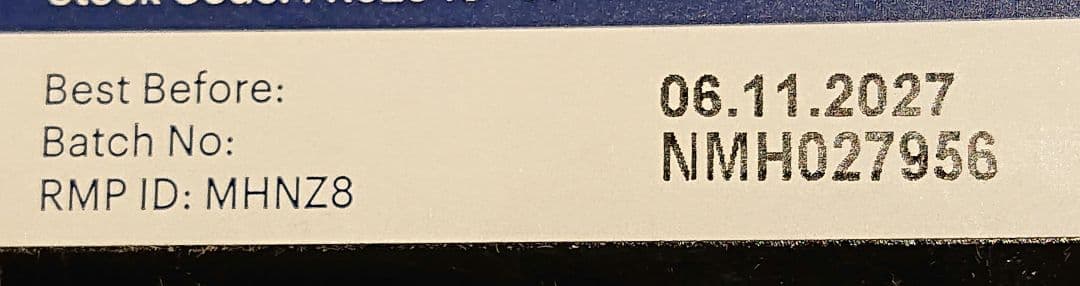 Best Before: 06.11.2027
Batch No: NMH027956
RMP ID: MHNZ8